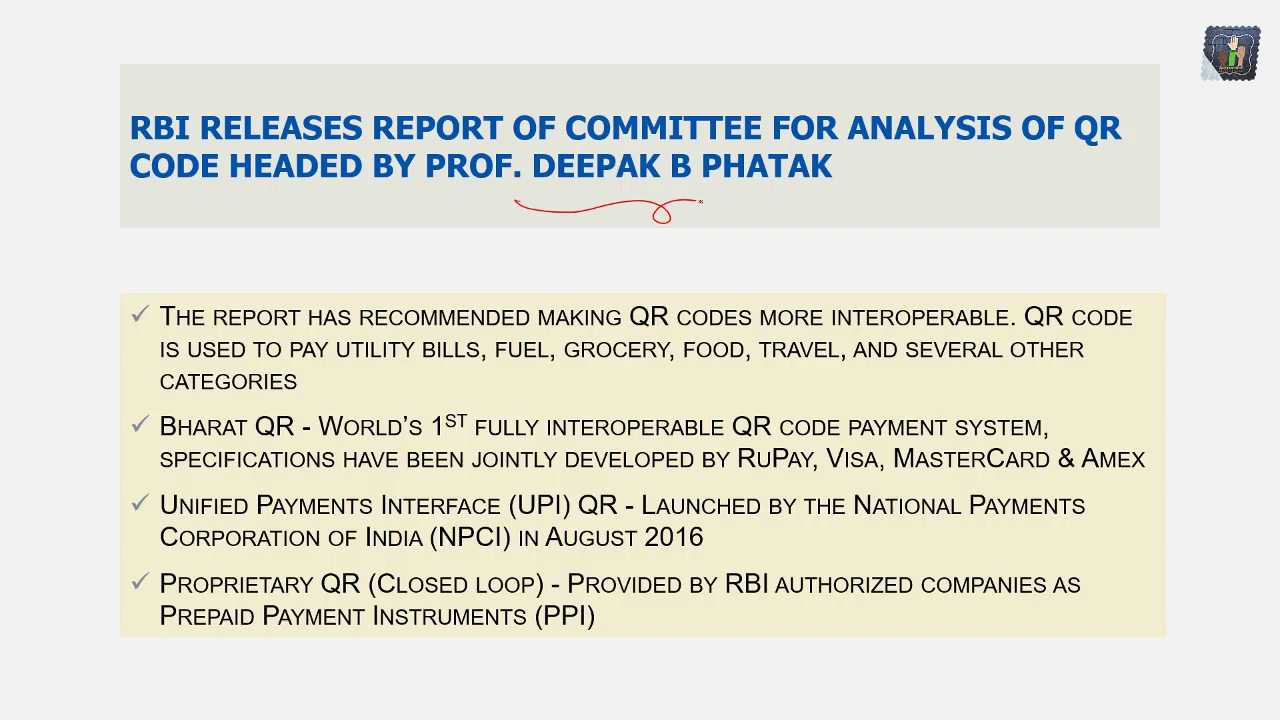 RBI RELEASES REPORT OF COMMITTEE FOR ANALYSIS OF QR
CODE HEADED BY PROF. DEEPAK B PHATAK
✓ THE REPORT HAS RECOMMENDED MAKING QR CODES MORE INTEROPERABLE. QR CODE
IS USED TO PAY UTILITY BILLS, FUEL, GROCERY, FOOD, TRAVEL, AND SEVERAL OTHER
CATEGORIES
✓ BHARAT QR - WORLD'S 1ST FULLY INTEROPERABLE QR CODE PAYMENT SYSTEM,
SPECIFICATIONS HAVE BEEN JOINTLY DEVELOPED BY RUPAY, VISA, MASTERCARD & AMEX
✓ UNIFIED PAYMENTS INTERFACE (UPI) QR - LAUNCHED BY THE NATIONAL PAYMENTS
CORPORATION OF INDIA (NPCI) IN AUGUST 2016
✓ PROPRIETARY QR (CLOSED LOOP) - PROVIDED BY RBI AUTHORIZED COMPANIES AS
PREPAID PAYMENT INSTRUMENTS (PPI)